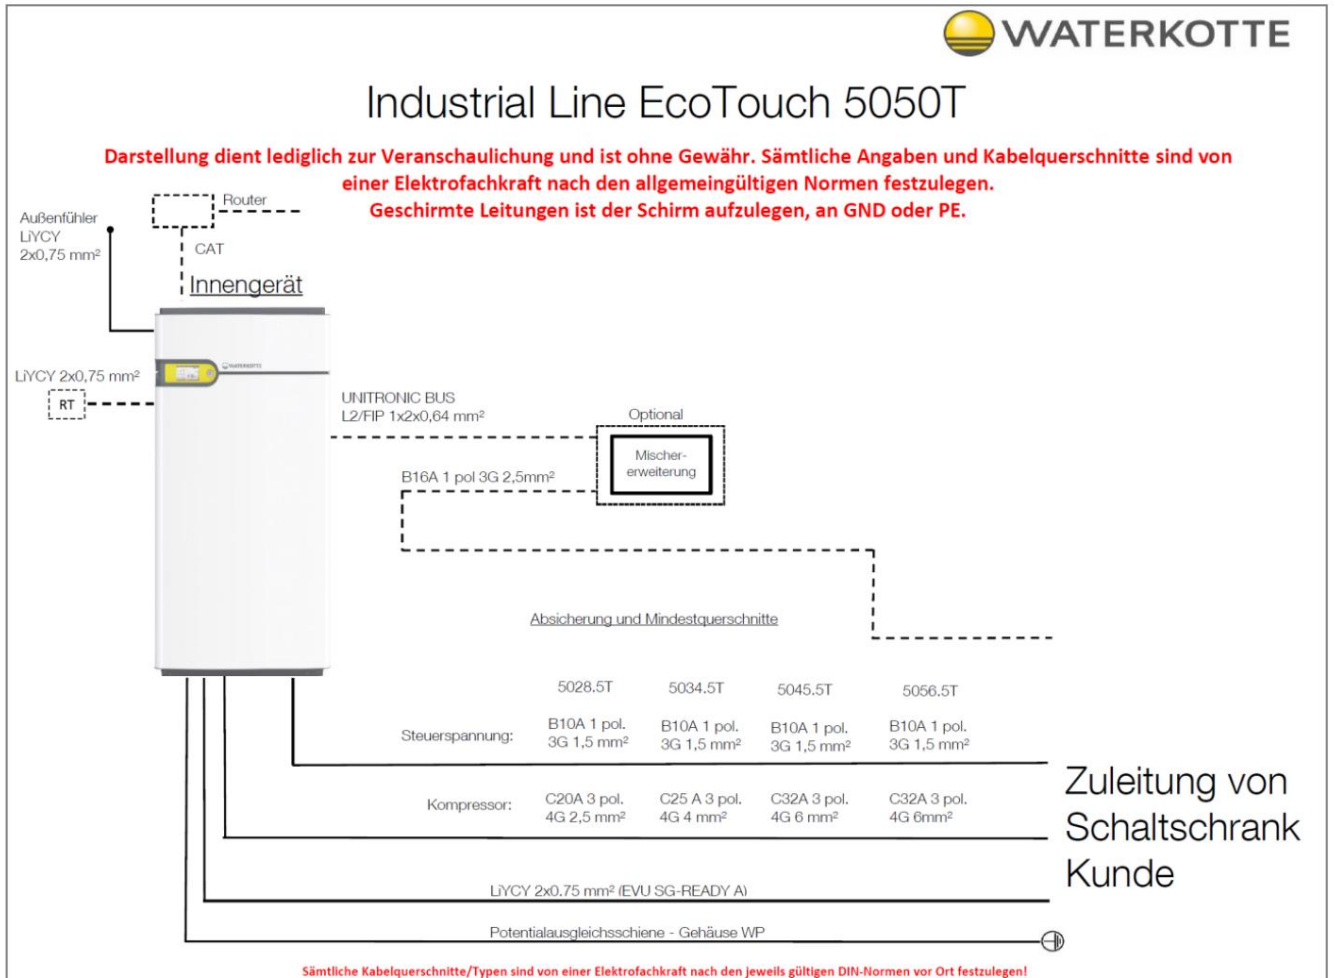 WATERKOTTE
Industrial Line EcoTouch 5050T
Darstellung dient lediglich zur Veranschaulichung und ist ohne Gewähr. Sämtliche Angaben und Kabelquerschnitte sind von
einer Elektrofachkraft nach den allgemeingültigen Normen festzulegen.
Geschirmte Leitungen ist der Schirm aufzulegen, an GND oder PE.
Router
Außenfühler
LiYCY
2x0,75 mm²
CAT
Innengerät
WATERKOTTE
LiYCY 2x0,75 mm²
RT
UNITRONIC BUS
L2/FIP 1x2x0,64 mm²
Optional
Mischer-
erweiterung
B16A 1 pol 3G 2,5mm²
Absicherung und Mindestquerschnitte
5028.5T 5034.5T 5045.5T 5056.5T
Steuerspannung:
B10A 1 pol. B10A 1 pol. B10A 1 pol. B10A 1 pol.
3G 1,5 mm² 3G 1,5 mm² 3G 1,5 mm² 3G 1,5 mm²
Kompressor:
C20A 3 pol. C25 A 3 pol. C32A 3 pol. C32A 3 pol.
4G 2,5 mm² 4G 4 mm² 4G 6 mm² 4G 6mm²
Zuleitung von
Schaltschrank
Kunde
LiYCY 2x0.75 mm² (EVU SG-READY A)
Potentialausgleichsschiene - Gehäuse WP
Sämtliche Kabelquerschnitte/Typen sind von einer Elektrofachkraft nach den jeweils gültigen DIN-Normen vor Ort festzulegen!